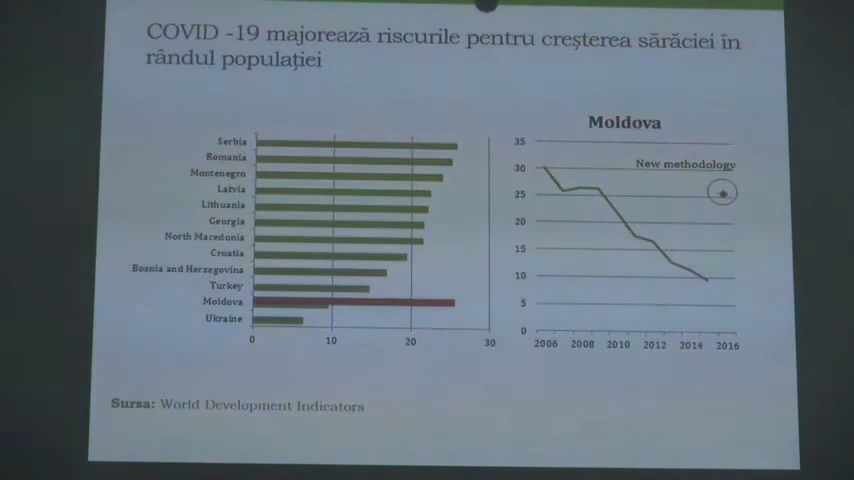 COVID -19 majorează riscurile pentru creșterea sărăciei în
rândul populației
Serbia
Romania
Montenegro
Latvia
Lithuania
Georgia
North Macedonia
Croatia
Bosnia and Herzegovina
Turkey
Moldova
Ukraine
0 10 20 30
Moldova
New methodology
35
30
25
20
15
10
5
0
2006 2008 2010 2012 2014 2016
Sursa: World Development Indicators